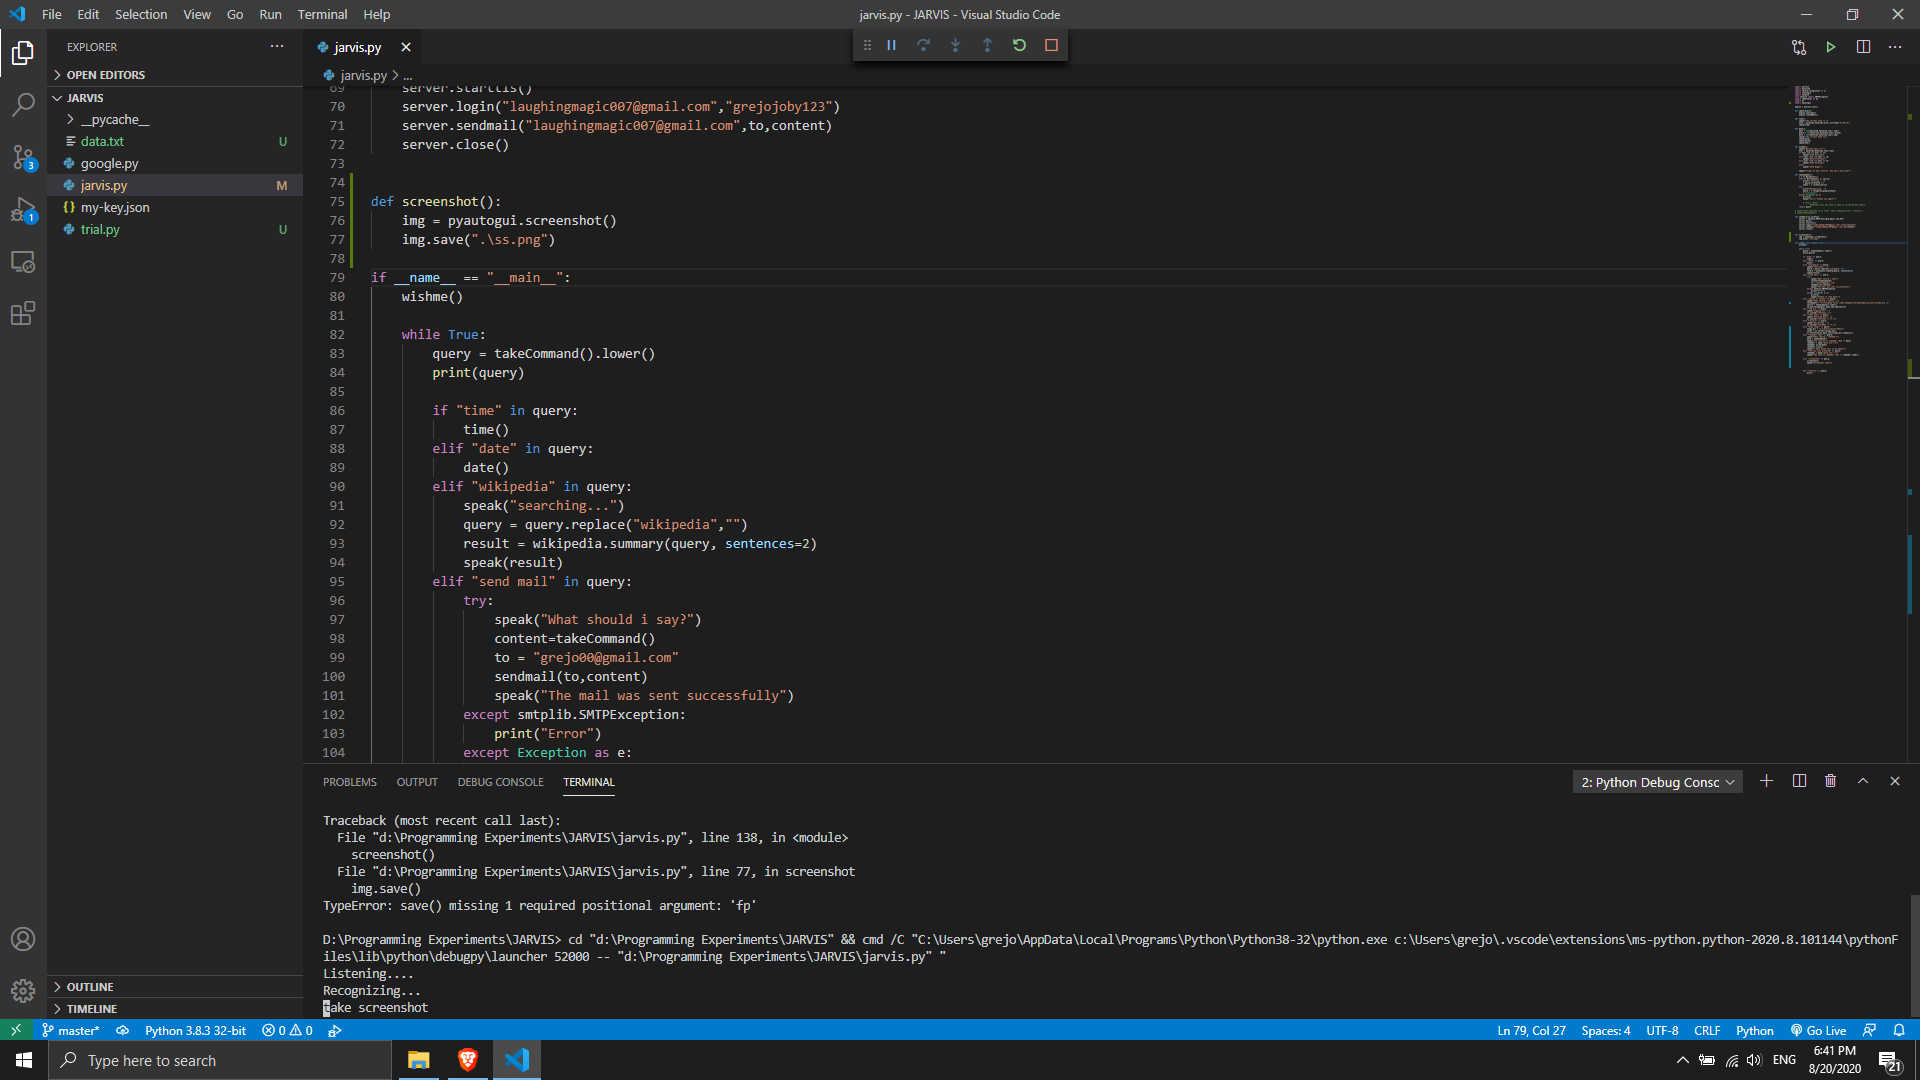 File Edit Selection View Go Run Terminal Help
jarvis.py - JARVIS - Visual Studio Code
EXPLORER
OPEN EDITORS
JARVIS
__pycache__
data.txt U
google.py
jarvis.py M
{} my-key.json
trial.py U
OUTLINE
TIMELINE
3
1
jarvis.py
jarvis.py > ...
69 server.starttls()
70 server.login("laughingmagic007@gmail.com","grejojoby123")
71 server.sendmail("laughingmagic007@gmail.com",to,content)
72 server.close()
73
74
75 def screenshot():
76 img = pyautogui.screenshot()
77 img.save(".\ss.png")
78
79 if __name__ == "__main__":
80 wishme()
81
82 while True:
83 query = takeCommand().lower()
84 print(query)
85
86 if "time" in query:
87 time()
88 elif "date" in query:
89 date()
90 elif "wikipedia" in query:
91 speak("searching...")
92 query = query.replace("wikipedia","")
93 result = wikipedia.summary(query, sentences=2)
94 speak(result)
95 elif "send mail" in query:
96 try:
97 speak("What should i say?")
98 content=takeCommand()
99 to = "grejo00@gmail.com"
100 sendmail(to,content)
101 speak("The mail was sent successfully")
102 except smtplib.SMTPException:
103 print("Error")
104 except Exception as e:
PROBLEMS OUTPUT DEBUG CONSOLE TERMINAL
2: Python Debug Consc
Traceback (most recent call last):
File "d:\Programming Experiments\JARVIS\jarvis.py", line 138, in <module>
screenshot()
File "d:\Programming Experiments\JARVIS\jarvis.py", line 77, in screenshot
img.save()
TypeError: save() missing 1 required positional argument: 'fp'
D:\Programming Experiments\JARVIS> cd "d:\Programming Experiments\JARVIS" && cmd /C "C:\Users\grejo\AppData\Local\Programs\Python\Python38-32\python.exe c:\Users\grejo\.vscode\extensions\ms-python.python-2020.8.101144\pythonF
iles\lib\python\debugpy\launcher 52000 -- "d:\Programming Experiments\JARVIS\jarvis.py" "
Listening....
Recognizing...
take screenshot
master* Python 3.8.3 32-bit 0 0 Ln 79, Col 27 Spaces: 4 UTF-8 CRLF Python Go Live
Type here to search
ENG
6:41 PM
8/20/2020
21